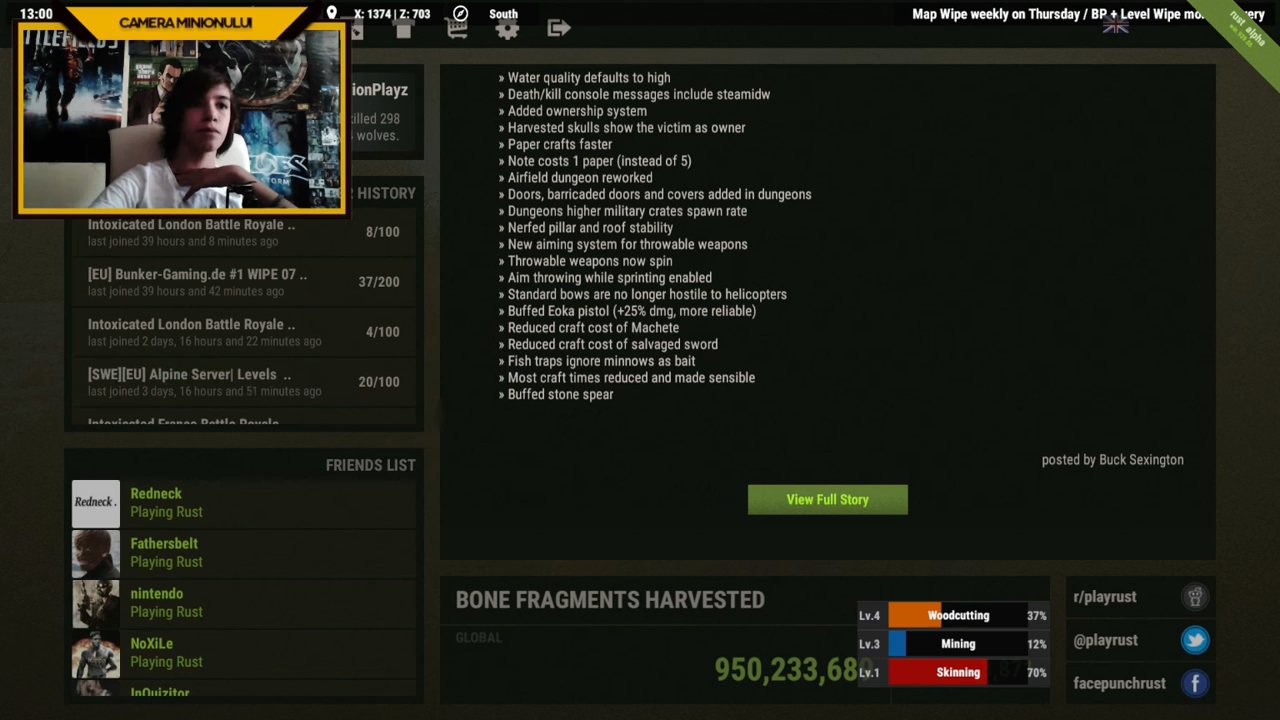 13:00
X: 1374 | Z: 703
South
Map Wipe weekly on Thursday / BP + Level Wipe
rust alpha
CAMERA MINIONULUI
ionPlayz
killed 298
wolves.
HISTORY
Intoxicated London Battle Royale ..
last joined 39 hours and 8 minutes ago
8/100
[EU] Bunker-Gaming.de #1 WIPE 07 ..
last joined 39 hours and 42 minutes ago
37/200
Intoxicated London Battle Royale ..
last joined 2 days, 16 hours and 22 minutes ago
4/100
[SWE][EU] Alpine Server| Levels ..
last joined 3 days, 16 hours and 51 minutes ago
20/100
Intoxicated France Battle Royale
FRIENDS LIST
Redneck .
Redneck
Playing Rust
Fathersbelt
Playing Rust
nintendo
Playing Rust
NoXiLe
Playing Rust
InQuizitor
» Water quality defaults to high
» Death/kill console messages include steamidw
» Added ownership system
» Harvested skulls show the victim as owner
» Paper crafts faster
» Note costs 1 paper (instead of 5)
» Airfield dungeon reworked
» Doors, barricaded doors and covers added in dungeons
» Dungeons higher military crates spawn rate
» Nerfed pillar and roof stability
» New aiming system for throwable weapons
» Throwable weapons now spin
» Aim throwing while sprinting enabled
» Standard bows are no longer hostile to helicopters
» Buffed Eoka pistol (+25% dmg, more reliable)
» Reduced craft cost of Machete
» Reduced craft cost of salvaged sword
» Fish traps ignore minnows as bait
» Most craft times reduced and made sensible
» Buffed stone spear
posted by Buck Sexington
View Full Story
BONE FRAGMENTS HARVESTED
GLOBAL
950,233,680
Lv.4 Woodcutting 37%
Lv.3 Mining 12%
Lv.1 Skinning 70%
r/playrust
@playrust
facepunchrust